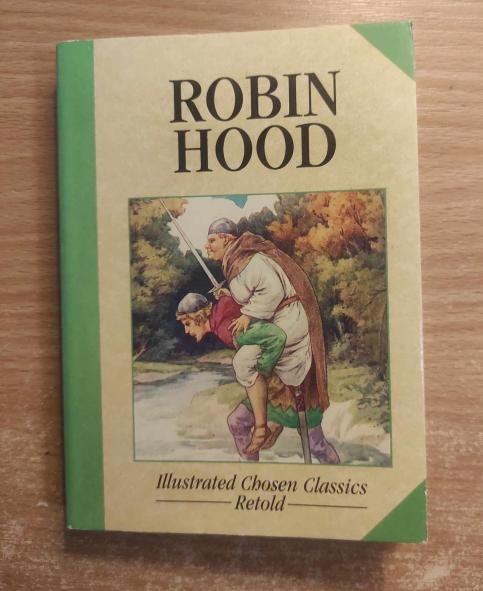 ROBIN
HOOD
Illustrated Chosen Classics
Retold